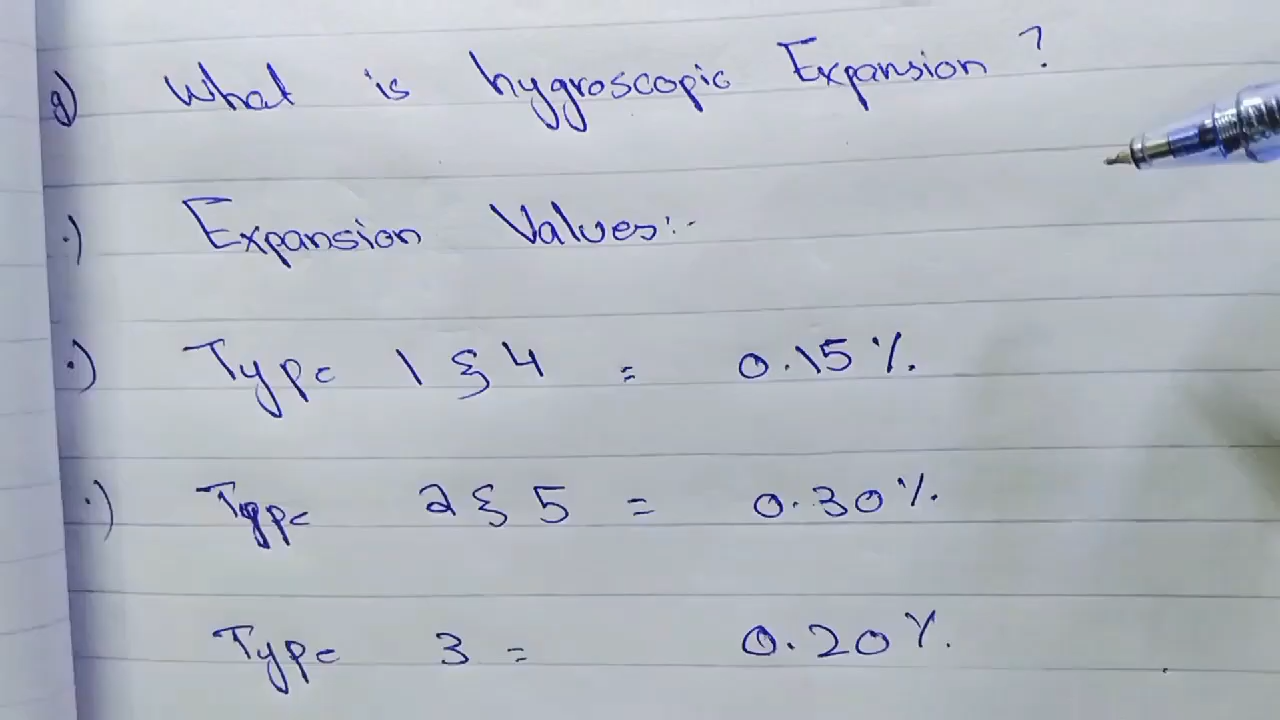 g) What is hygroscopic Expansion ?
·) Expansion Values:-
·) Type 1 & 4 = 0.15 %.
·) Type 2 & 5 = 0.30 %.
Type 3 = 0.20 %.